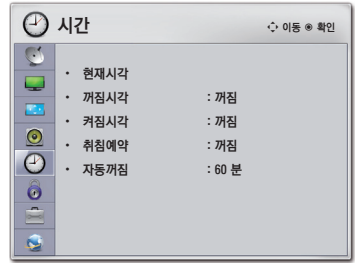 시간 이동 ◉ 확인
· 현재시각
· 꺼짐시각 : 꺼짐
· 켜짐시각 : 꺼짐
· 취침예약 : 꺼짐
· 자동꺼짐 : 60 분